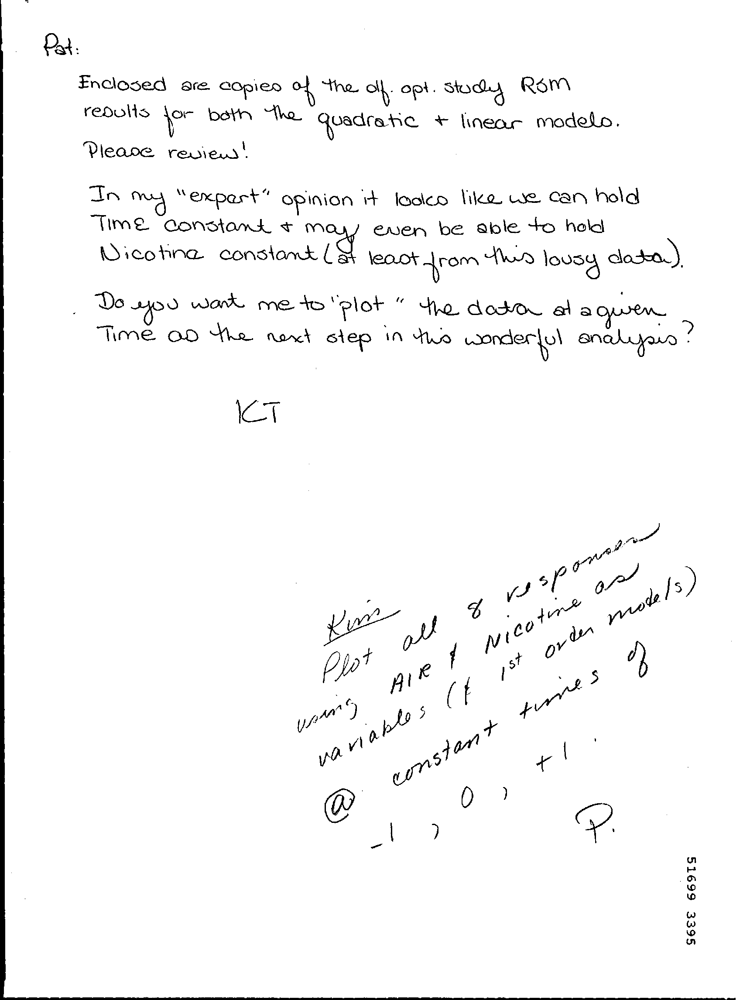 Pat:
Enclosed are copies of the olf. opt. study RSM
results for both the quadratic + linear models.
Please review!
In my "expert" opinion it looks like we can hold
TIME constant + may even be able to hold
Nicotine constant (at least from this lousy data).
Do you want me to "plot" the data at a given
Time as the next step in this wonderful analysis?
KT
Kim
Plot all 8 responses
using AIR & Nicotine as
variables (& 1st order models)
@ constant times of
-1, 0, +1.
P.
51699 3395